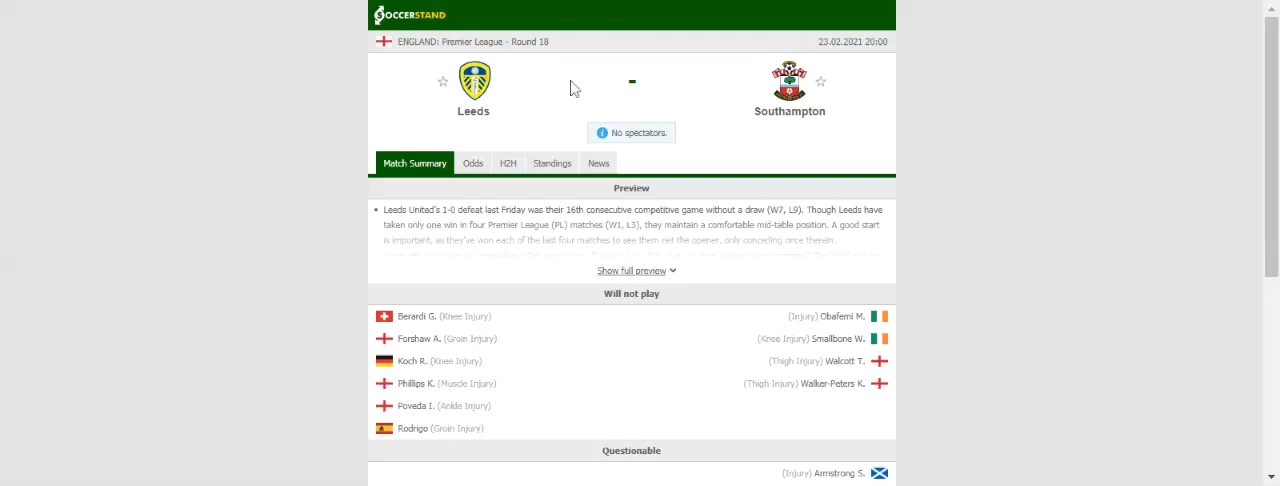 SOCCERSTAND
ENGLAND: Premier League - Round 18 23.02.2021 20:00
-
Leeds Southampton
No spectators.
Match Summary Odds H2H Standings News
Preview
• Leeds United's 1-0 defeat last Friday was their 16th consecutive competitive game without a draw (W7, L9). Though Leeds have
taken only one win in four Premier League (PL) matches (W1, L3), they maintain a comfortable mid-table position. A good start
is important, as they've won each of the last four matches to see them net the opener, only conceding once therein.
Show full preview
Will not play
Berardi G. (Knee Injury) (Injury) Obafemi M.
Forshaw A. (Groin Injury) (Knee Injury) Smallbone W.
Koch R. (Knee Injury) (Thigh Injury) Walcott T.
Phillips K. (Muscle Injury) (Thigh Injury) Walker-Peters K.
Poveda I. (Ankle Injury)
Rodrigo (Groin Injury)
Questionable
(Injury) Armstrong S.